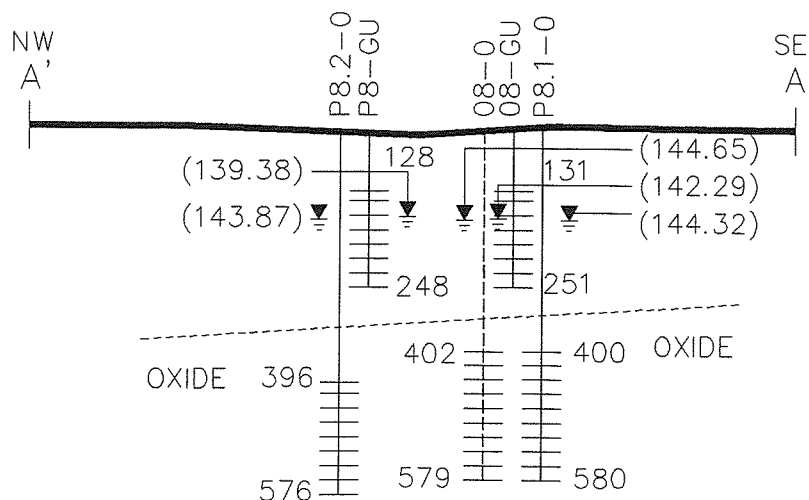 NW
A'
P8.2-0
P8-GU
08-0
08-GU
P8.1-0
SE
A
128
131
(144.65)
(139.38)
(142.29)
(143.87)
(144.32)
248
251
OXIDE
396
402
400
OXIDE
576
579
580